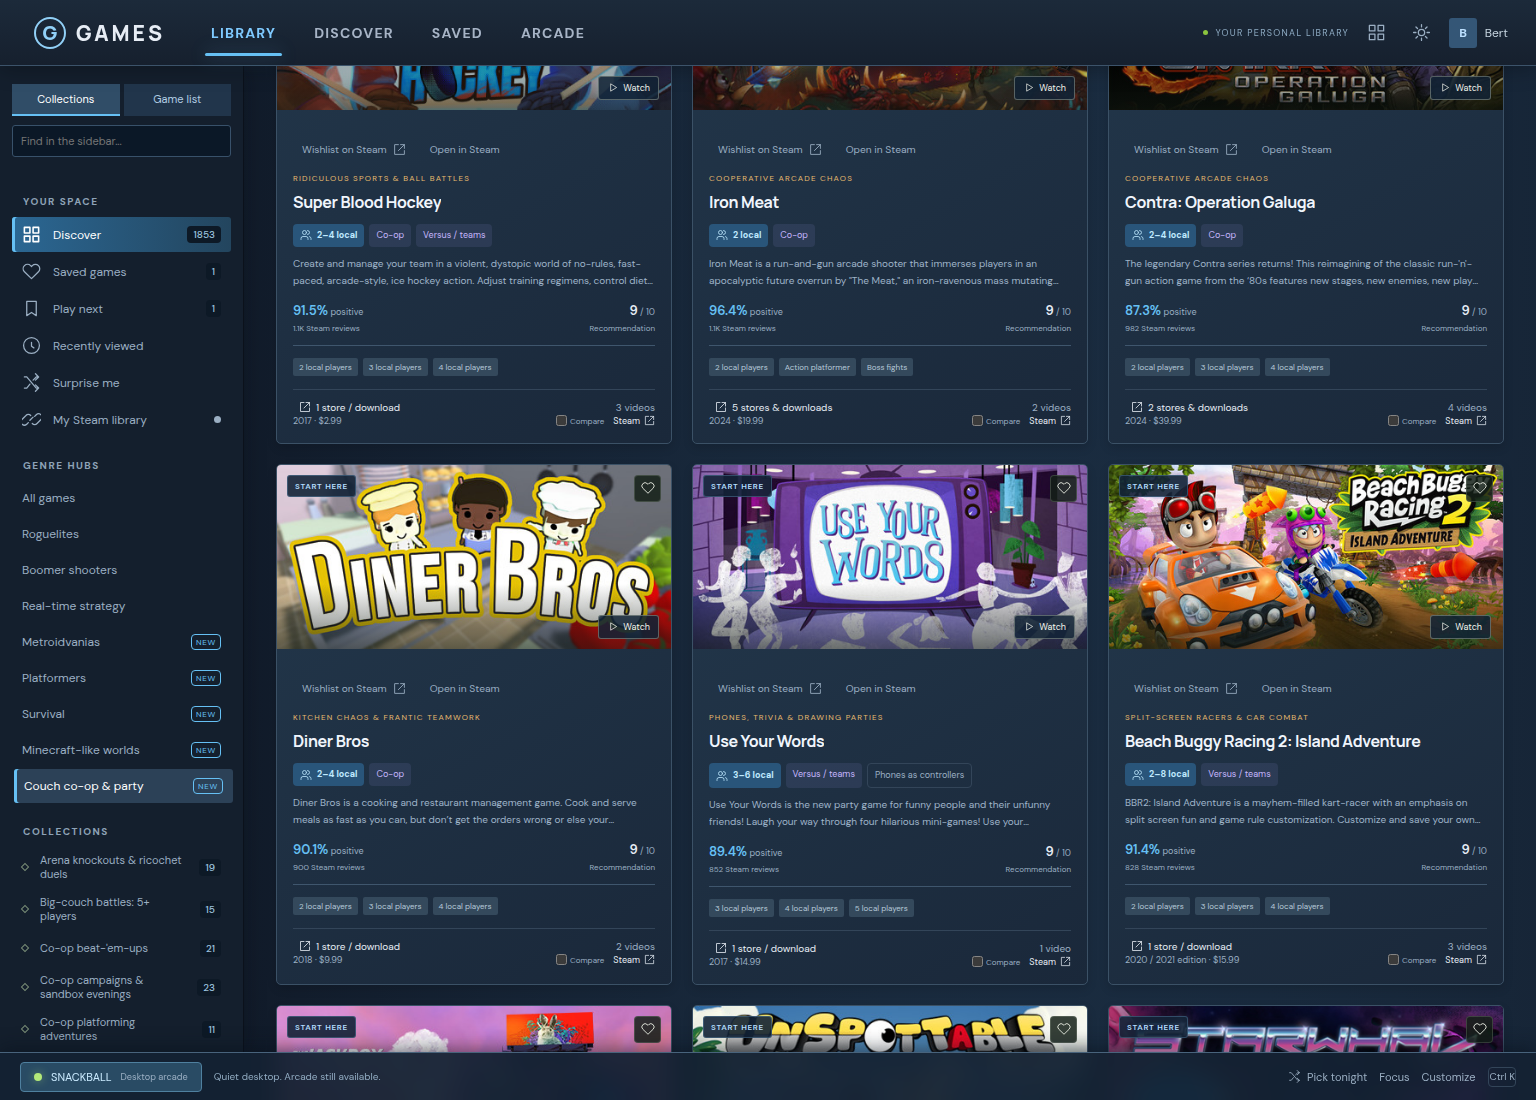 G GAMES
LIBRARY DISCOVER SAVED ARCADE
YOUR PERSONAL LIBRARY
B Bert
Collections Game list
Find in the sidebar...
YOUR SPACE
Discover 1853
Saved games 1
Play next 1
Recently viewed
Surprise me
My Steam library
GENRE HUBS
All games
Roguelites
Boomer shooters
Real-time strategy
Metroidvanias NEW
Platformers NEW
Survival NEW
Minecraft-like worlds NEW
Couch co-op & party NEW
COLLECTIONS
Arena knockouts & ricochet
duels 19
Big-couch battles: 5+
players 15
Co-op beat-'em-ups 21
Co-op campaigns &
sandbox evenings 23
Co-op platforming
adventures 11
HOCKEY
Watch
Wishlist on Steam Open in Steam
RIDICULOUS SPORTS & BALL BATTLES
Super Blood Hockey
2–4 local Co-op Versus / teams
Create and manage your team in a violent, dystopic world of no-rules, fast-
paced, arcade-style, ice hockey action. Adjust training regimens, control diet...
91.5% positive 9 / 10
1.1K Steam reviews Recommendation
2 local players 3 local players 4 local players
1 store / download 3 videos
2017 · $2.99 Compare Steam
Watch
Wishlist on Steam Open in Steam
COOPERATIVE ARCADE CHAOS
Iron Meat
2 local Co-op
Iron Meat is a run-and-gun arcade shooter that immerses players in an
apocalyptic future overrun by "The Meat," an iron-ravenous mass mutating...
96.4% positive 9 / 10
1.1K Steam reviews Recommendation
2 local players Action platformer Boss fights
5 stores & downloads 2 videos
2024 · $19.99 Compare Steam
OPERATION
GALUGA
Watch
Wishlist on Steam Open in Steam
COOPERATIVE ARCADE CHAOS
Contra: Operation Galuga
2–4 local Co-op
The legendary Contra series returns! This reimagining of the classic run-'n'-
gun action game from the '80s features new stages, new enemies, new play...
87.3% positive 9 / 10
982 Steam reviews Recommendation
2 local players 3 local players 4 local players
2 stores & downloads 4 videos
2024 · $39.99 Compare Steam
START HERE
DINER BROS
Watch
Wishlist on Steam Open in Steam
KITCHEN CHAOS & FRANTIC TEAMWORK
Diner Bros
2–4 local Co-op
Diner Bros is a cooking and restaurant management game. Cook and serve
meals as fast as you can, but don't get the orders wrong or else your...
90.1% positive 9 / 10
900 Steam reviews Recommendation
2 local players 3 local players 4 local players
1 store / download 2 videos
2018 · $9.99 Compare Steam
START HERE
USE YOUR
WORDS
Watch
Wishlist on Steam Open in Steam
PHONES, TRIVIA & DRAWING PARTIES
Use Your Words
3–6 local Versus / teams Phones as controllers
Use Your Words is the new party game for funny people and their unfunny
friends! Laugh your way through four hilarious mini-games! Use your...
89.4% positive 9 / 10
852 Steam reviews Recommendation
3 local players 4 local players 5 local players
1 store / download 1 video
2017 · $14.99 Compare Steam
START HERE
Beach Buggy
Racing 2
ISLAND ADVENTURE
Watch
Wishlist on Steam Open in Steam
SPLIT-SCREEN RACERS & CAR COMBAT
Beach Buggy Racing 2: Island Adventure
2–8 local Versus / teams
BBR2: Island Adventure is a mayhem-filled kart-racer with an emphasis on
split screen fun and game rule customization. Customize and save your own...
91.4% positive 9 / 10
828 Steam reviews Recommendation
2 local players 3 local players 4 local players
1 store / download 3 videos
2020 / 2021 edition · $15.99 Compare Steam
START HERE
START HERE
UNSPOTTABLE
START HERE
STARWHAL
SNACKBALL Desktop arcade
Quiet desktop. Arcade still available.
Pick tonight Focus Customize Ctrl K